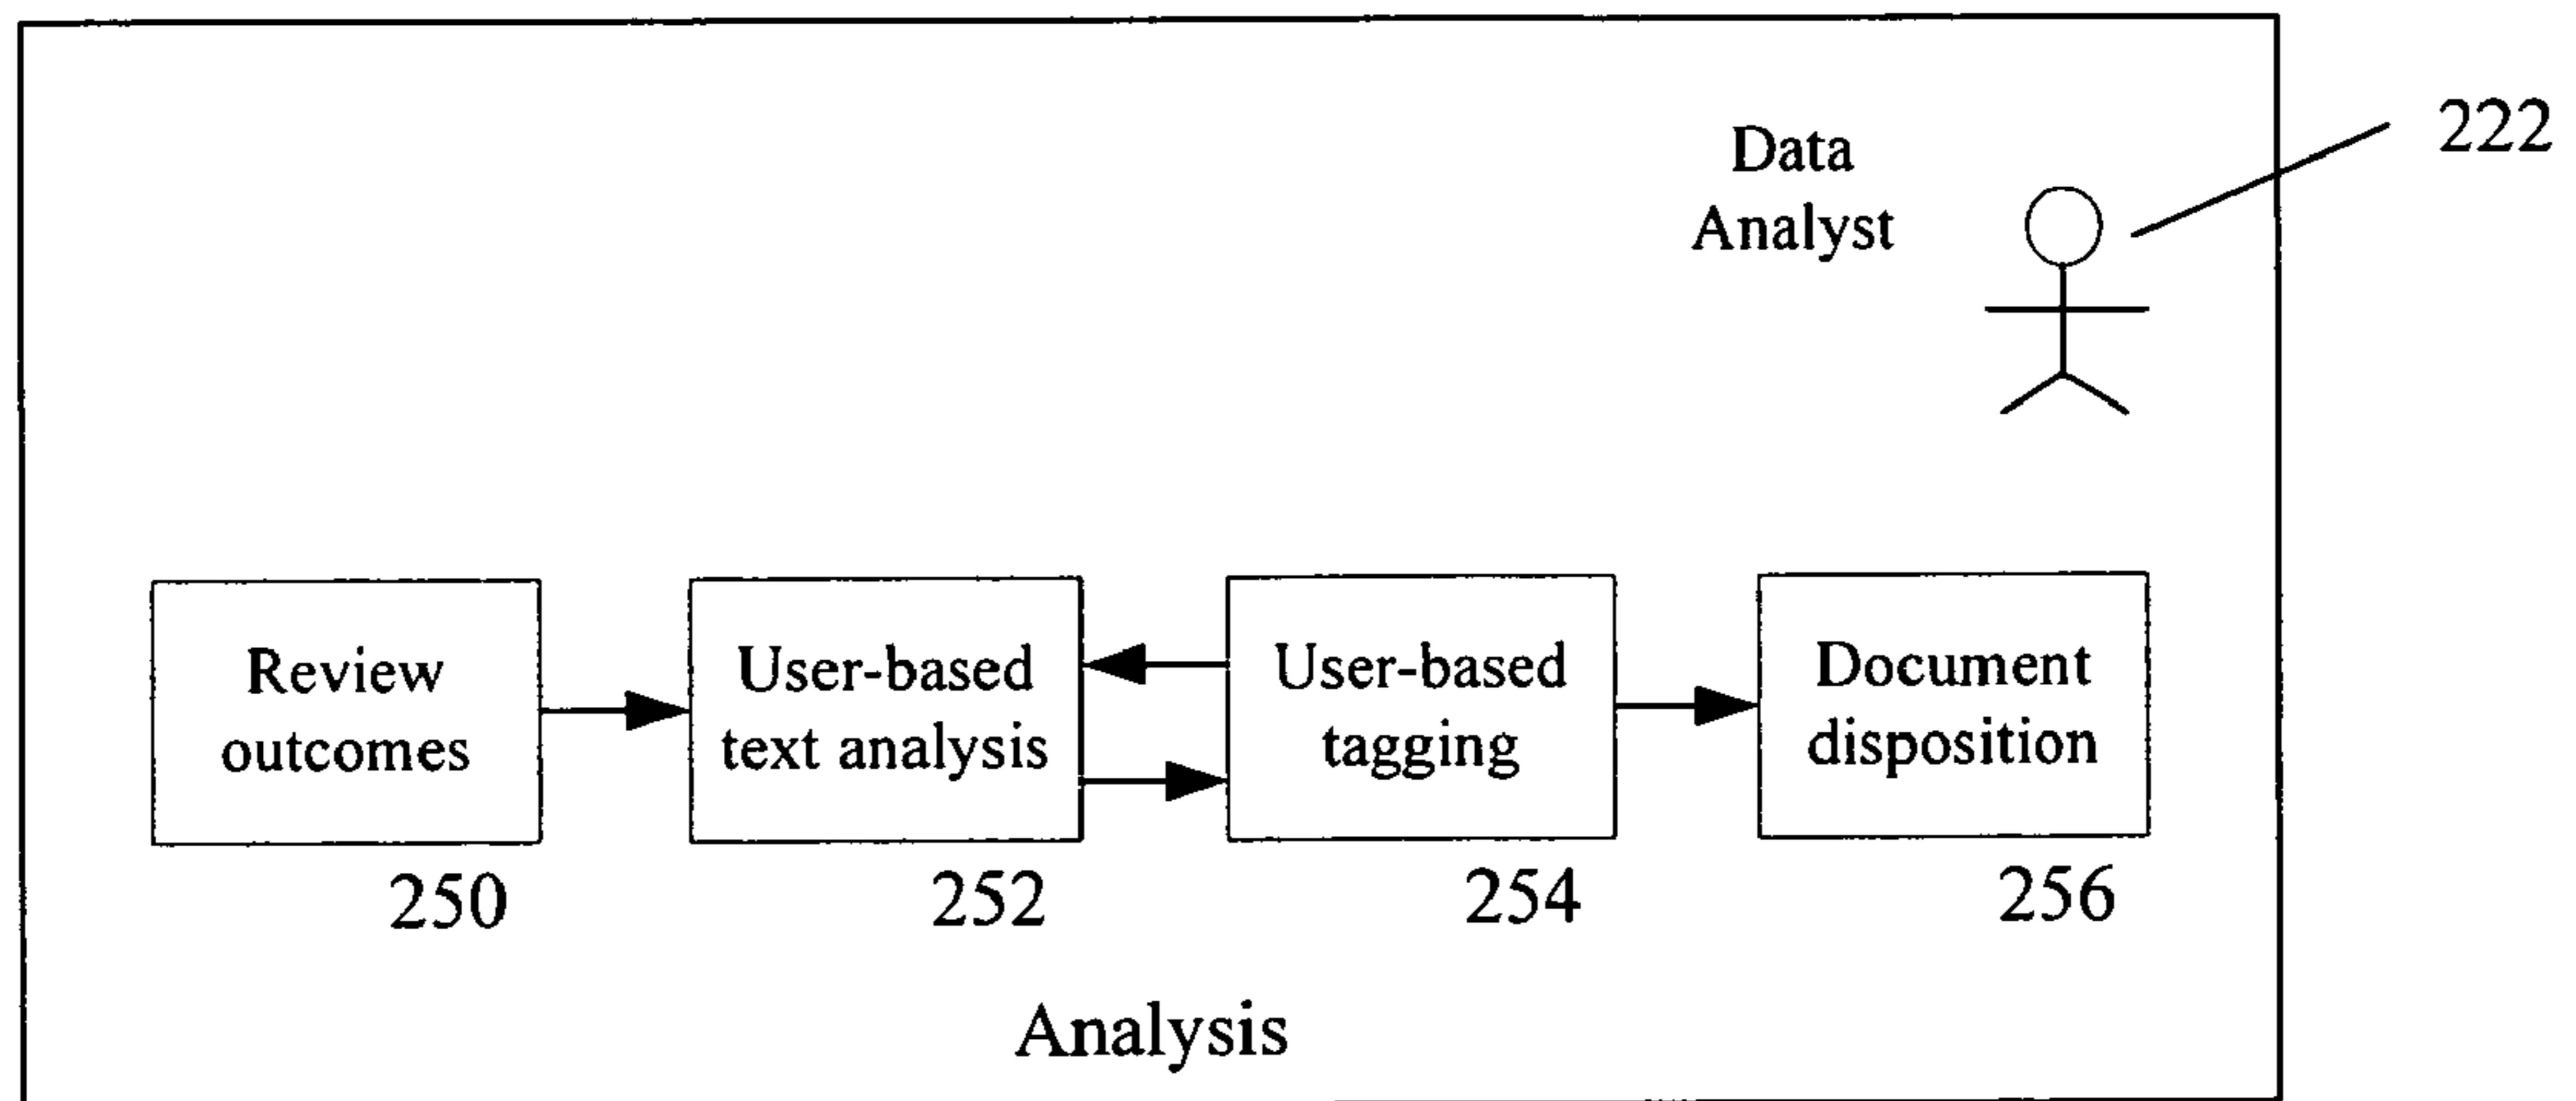 Data
Analyst
222
Review
outcomes
User-based
text analysis
User-based
tagging
Document
disposition
250
252
254
256
Analysis